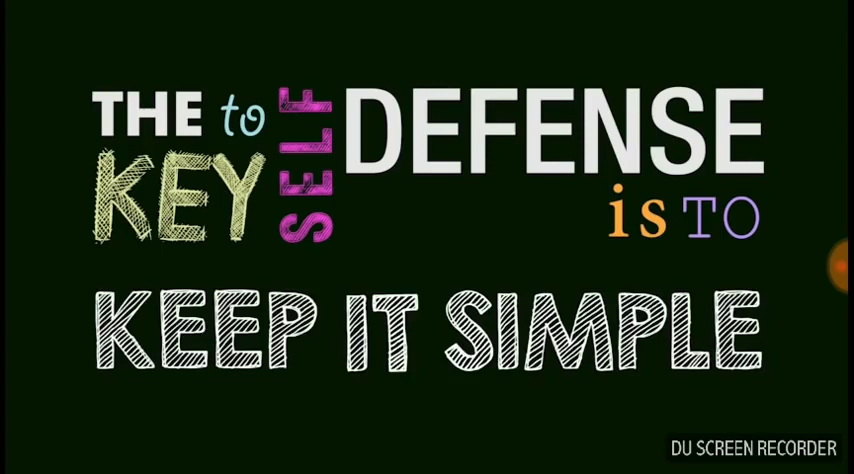 THE to
KEY
SELF
DEFENSE
is TO
KEEP IT SIMPLE
DU SCREEN RECORDER